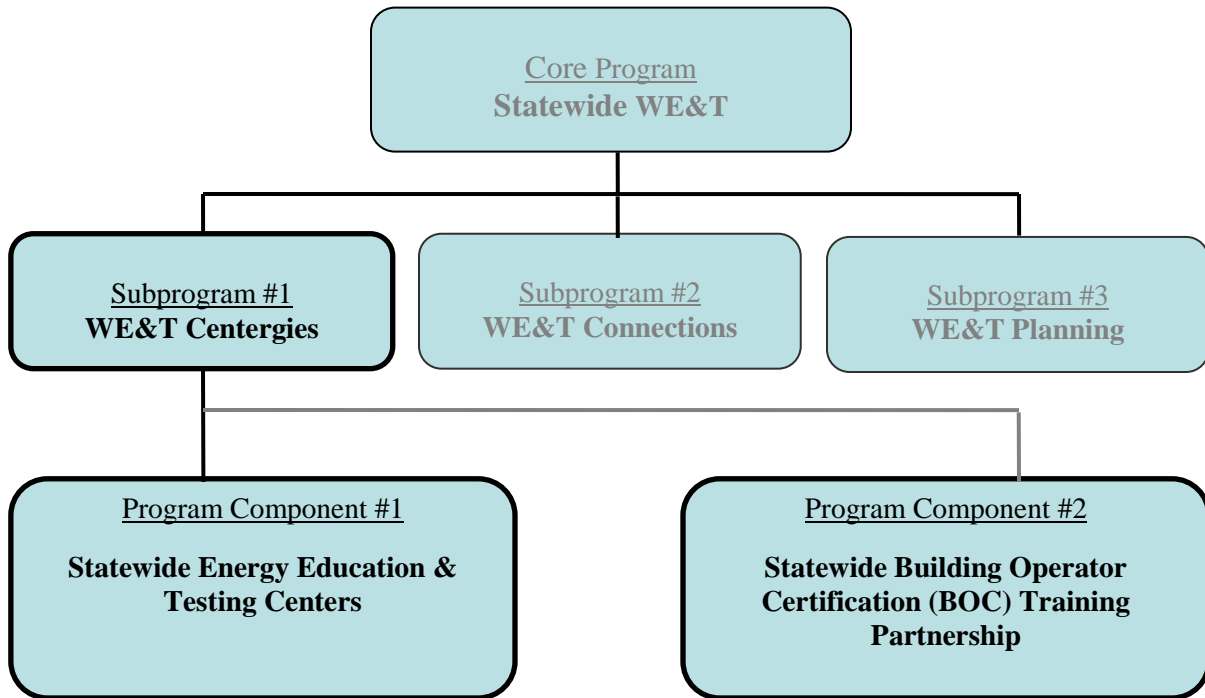 Core Program
Statewide WE&T
Subprogram #1
WE&T Centergies
Subprogram #2
WE&T Connections
Subprogram #3
WE&T Planning
Program Component #1
Statewide Energy Education &
Testing Centers
Program Component #2
Statewide Building Operator
Certification (BOC) Training
Partnership